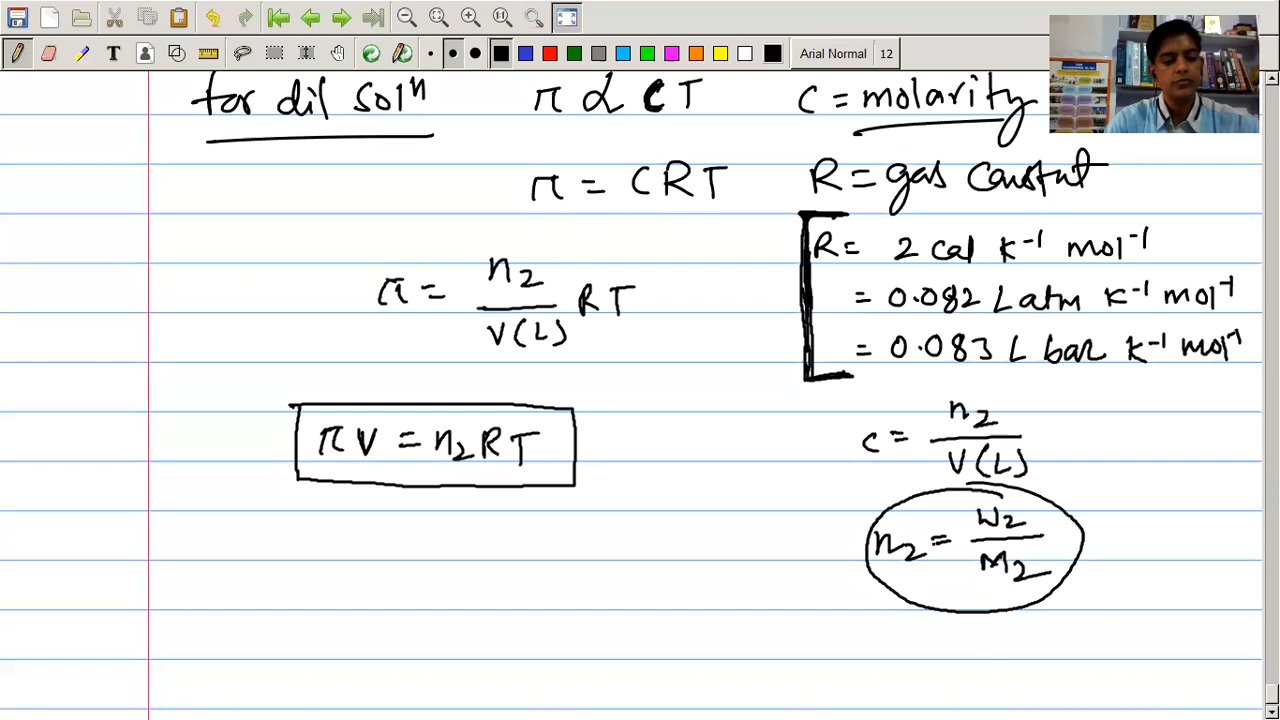 Arial Normal 12
for dil solⁿ π ∝ CT C = molarity
π = CRT R = gas constut
R = 2 cal K⁻¹ mol⁻¹
π = n₂ / V(L) RT = 0.082 L atm K⁻¹ mol⁻¹
= 0.083 L bar K⁻¹ mol⁻¹
πV = n₂RT C = n₂ / V(L)
n₂ = W₂ / M₂